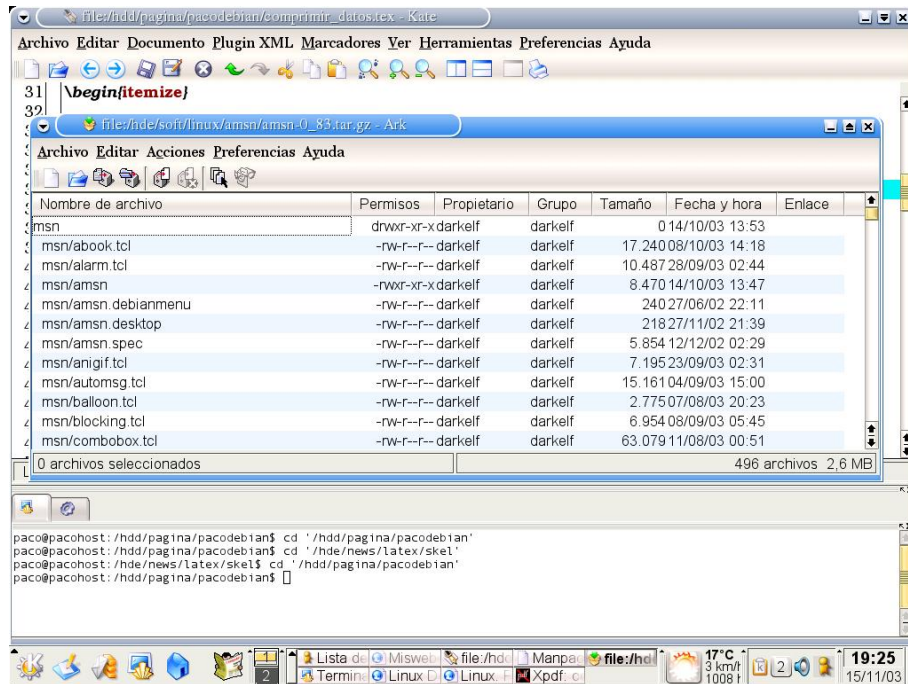 file:/hdd/pagina/pacodebian/comprimir_datos.tex - Kate
Archivo Editar Documento Plugin XML Marcadores Ver Herramientas Preferencias Ayuda
31 \begin{itemize}
32
file:/hde/soft/linux/amsn/amsn-0_83.tar.gz - Ark
Archivo Editar Acciones Preferencias Ayuda
Nombre de archivo Permisos Propietario Grupo Tamaño Fecha y hora Enlace
msn drwxr-xr-x darkelf darkelf 0 14/10/03 13:53
msn/abook.tcl -rw-r--r-- darkelf darkelf 17.240 08/10/03 14:18
msn/alarm.tcl -rw-r--r-- darkelf darkelf 10.487 28/09/03 02:44
msn/amsn -rwxr-xr-x darkelf darkelf 8.470 14/10/03 13:47
msn/amsn.debianmenu -rw-r--r-- darkelf darkelf 240 27/06/02 22:11
msn/amsn.desktop -rw-r--r-- darkelf darkelf 218 27/11/02 21:39
msn/amsn.spec -rw-r--r-- darkelf darkelf 5.854 12/12/02 02:29
msn/anigif.tcl -rw-r--r-- darkelf darkelf 7.195 23/09/03 02:31
msn/automsg.tcl -rw-r--r-- darkelf darkelf 15.161 04/09/03 15:00
msn/balloon.tcl -rw-r--r-- darkelf darkelf 2.775 07/08/03 20:23
msn/blocking.tcl -rw-r--r-- darkelf darkelf 6.954 08/09/03 05:45
msn/combobox.tcl -rw-r--r-- darkelf darkelf 63.079 11/08/03 00:51
0 archivos seleccionados 496 archivos 2,6 MB
paco@pacohost:/hdd/pagina/pacodebian$ cd '/hdd/pagina/pacodebian'
paco@pacohost:/hdd/pagina/pacodebian$ cd '/hde/news/latex/skel'
paco@pacohost:/hde/news/latex/skel$ cd '/hdd/pagina/pacodebian'
paco@pacohost:/hdd/pagina/pacodebian$
1 Lista de Misweb file:/hdd Manpag file:/hd 17°C 19:25
2 Termin Linux D Linux. F Xpdf: c 3 km/h 2 15/11/03
1008 h